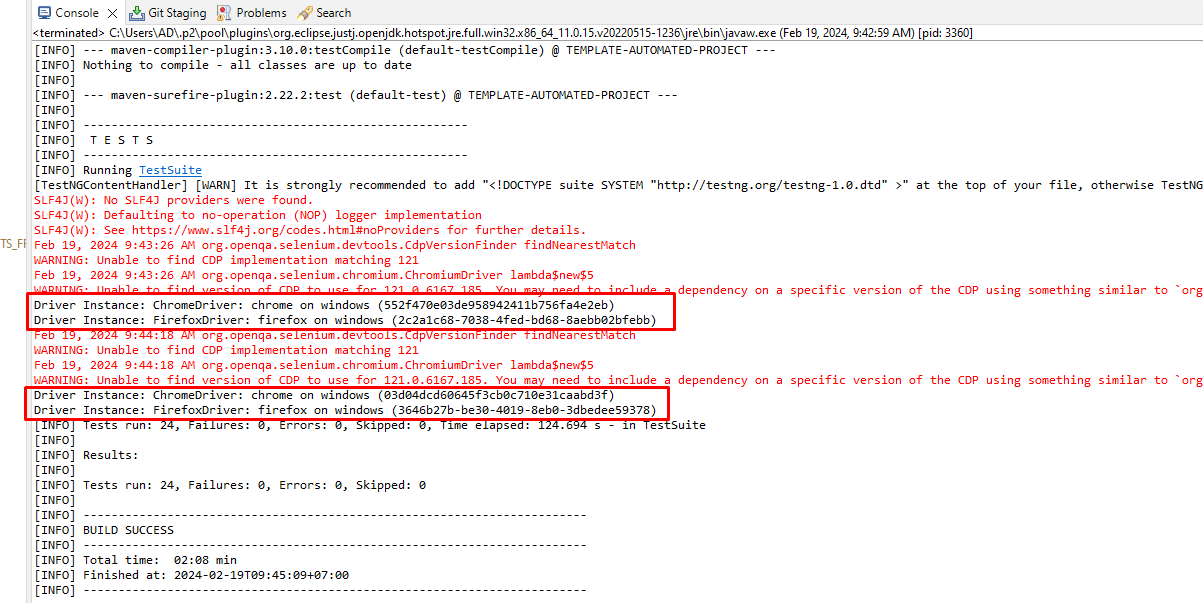 Console Git Staging Problems Search
<terminated> C:\Users\AD\.p2\pool\plugins\org.eclipse.justj.openjdk.hotspot.jre.full.win32.x86_64_11.0.15.v20220515-1236\jre\bin\javaw.exe (Feb 19, 2024, 9:42:59 AM) [pid: 3360]
[INFO] --- maven-compiler-plugin:3.10.0:testCompile (default-testCompile) @ TEMPLATE-AUTOMATED-PROJECT ---
[INFO] Nothing to compile - all classes are up to date
[INFO]
[INFO] --- maven-surefire-plugin:2.22.2:test (default-test) @ TEMPLATE-AUTOMATED-PROJECT ---
[INFO]
[INFO] -------------------------------------------------------
[INFO]  T E S T S
[INFO] -------------------------------------------------------
[INFO] Running TestSuite
[TestNGContentHandler] [WARN] It is strongly recommended to add "<!DOCTYPE suite SYSTEM "http://testng.org/testng-1.0.dtd" >" at the top of your file, otherwise TestNG
SLF4J(W): No SLF4J providers were found.
SLF4J(W): Defaulting to no-operation (NOP) logger implementation
SLF4J(W): See https://www.slf4j.org/codes.html#noProviders for further details.
Feb 19, 2024 9:43:26 AM org.openqa.selenium.devtools.CdpVersionFinder findNearestMatch
WARNING: Unable to find CDP implementation matching 121
Feb 19, 2024 9:43:26 AM org.openqa.selenium.chromium.ChromiumDriver lambda$new$5
WARNING: Unable to find version of CDP to use for 121.0.6167.185. You may need to include a dependency on a specific version of the CDP using something similar to `org
Driver Instance: ChromeDriver: chrome on windows (552f470e03de958942411b756fa4e2eb)
Driver Instance: FirefoxDriver: firefox on windows (2c2a1c68-7038-4fed-bd68-8aebb02bfebb)
Feb 19, 2024 9:44:18 AM org.openqa.selenium.devtools.CdpVersionFinder findNearestMatch
WARNING: Unable to find CDP implementation matching 121
Feb 19, 2024 9:44:18 AM org.openqa.selenium.chromium.ChromiumDriver lambda$new$5
WARNING: Unable to find version of CDP to use for 121.0.6167.185. You may need to include a dependency on a specific version of the CDP using something similar to `org
Driver Instance: ChromeDriver: chrome on windows (03d04dcd60645f3cb0c710e31caabd3f)
Driver Instance: FirefoxDriver: firefox on windows (3646b27b-be30-4019-8eb0-3dbedee59378)
[INFO] Tests run: 24, Failures: 0, Errors: 0, Skipped: 0, Time elapsed: 124.694 s - in TestSuite
[INFO]
[INFO] Results:
[INFO]
[INFO] Tests run: 24, Failures: 0, Errors: 0, Skipped: 0
[INFO]
[INFO] ------------------------------------------------------------------------
[INFO] BUILD SUCCESS
[INFO] ------------------------------------------------------------------------
[INFO] Total time:  02:08 min
[INFO] Finished at: 2024-02-19T09:45:09+07:00
[INFO] ------------------------------------------------------------------------